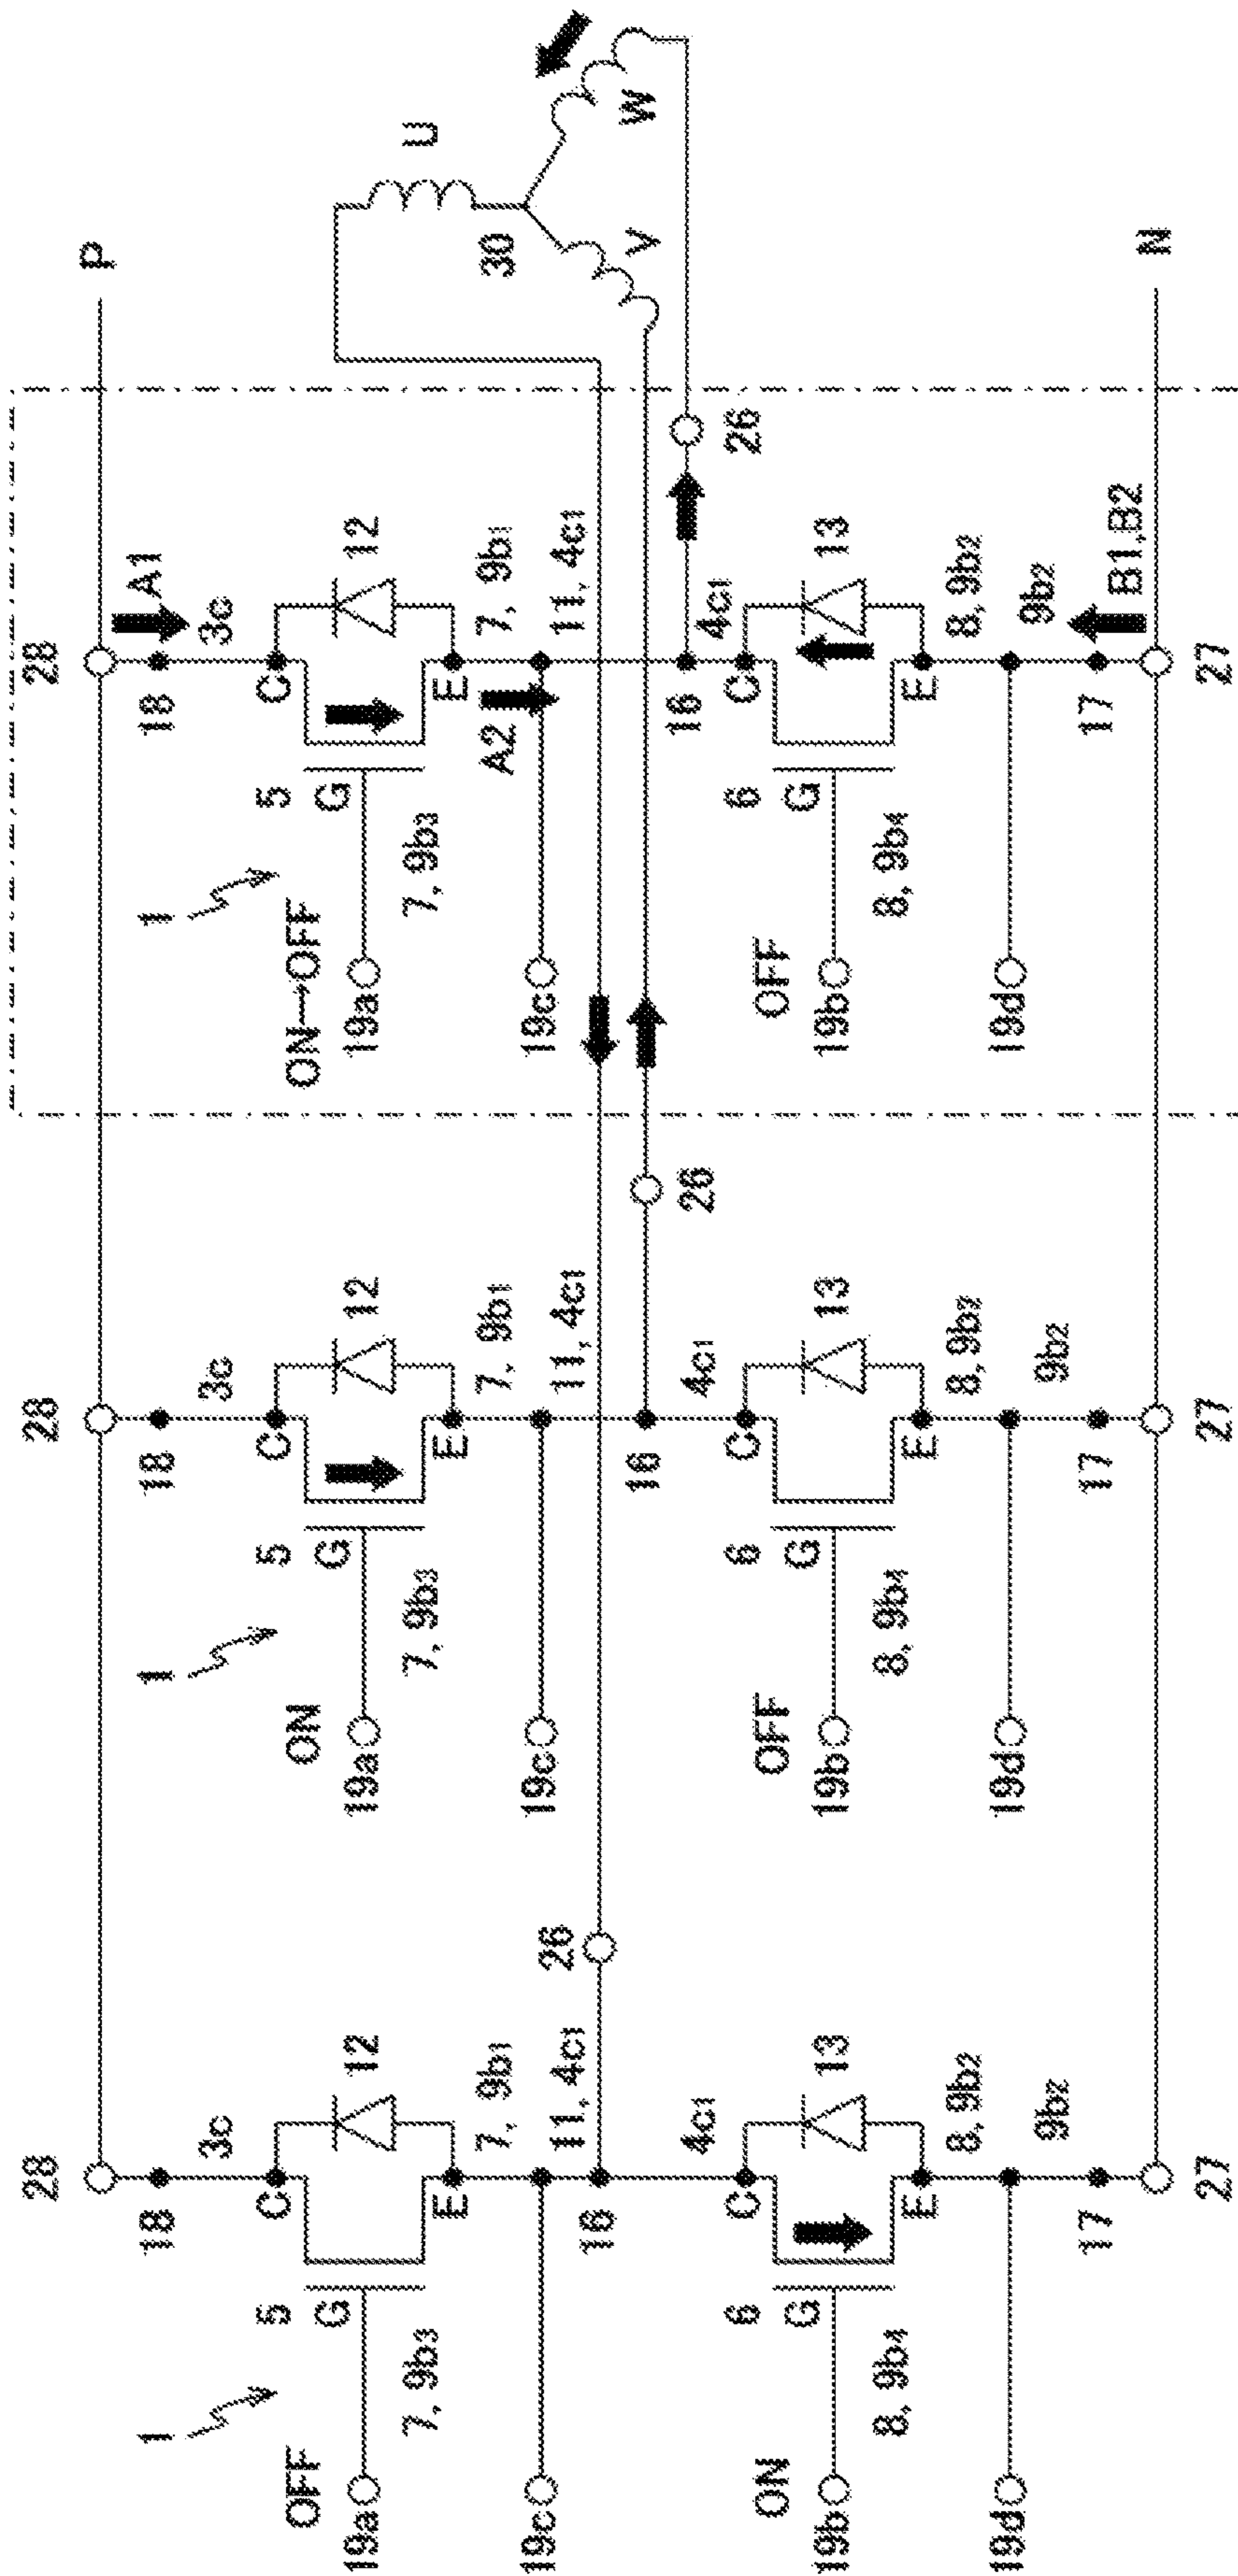 28
18
3c
1
5
C
OFF
G
12
19a
7, 9b3
E
7, 9b1
19c
11, 4c1
26
16
4c1
C
6
ON
G
13
19b
8, 9b4
E
8, 9b2
19d
9b2
17
27
28
18
3c
1
5
C
ON
G
12
19a
7, 9b3
E
7, 9b1
19c
11, 4c1
16
26
4c1
C
6
OFF
G
13
19b
8, 9b4
E
8, 9b2
19d
9b2
17
27
28
18
A1
3c
1
5
C
ON→OFF
G
12
19a
7, 9b3
E
A2
7, 9b1
19c
11, 4c1
16
4c1
26
C
6
OFF
G
13
19b
8, 9b4
E
8, 9b2
19d
9b2
17
B1,B2
27
P
U
30
V
W
N